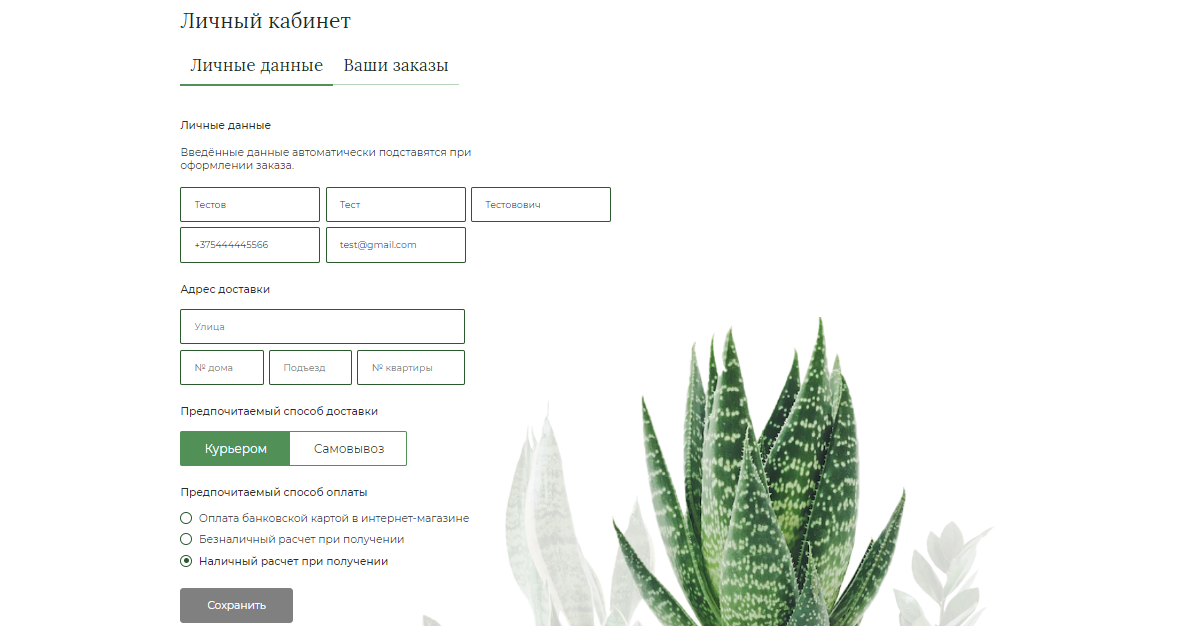 Личный кабинет
Личные данные Ваши заказы
Личные данные
Введённые данные автоматически подставятся при
оформлении заказа.
Тестов Тест Тестовович
+375444445566 test@gmail.com
Адрес доставки
Улица
№ дома Подъезд № квартиры
Предпочитаемый способ доставки
Курьером Самовывоз
Предпочитаемый способ оплаты
Оплата банковской картой в интернет-магазине
Безналичный расчет при получении
Наличный расчет при получении
Сохранить